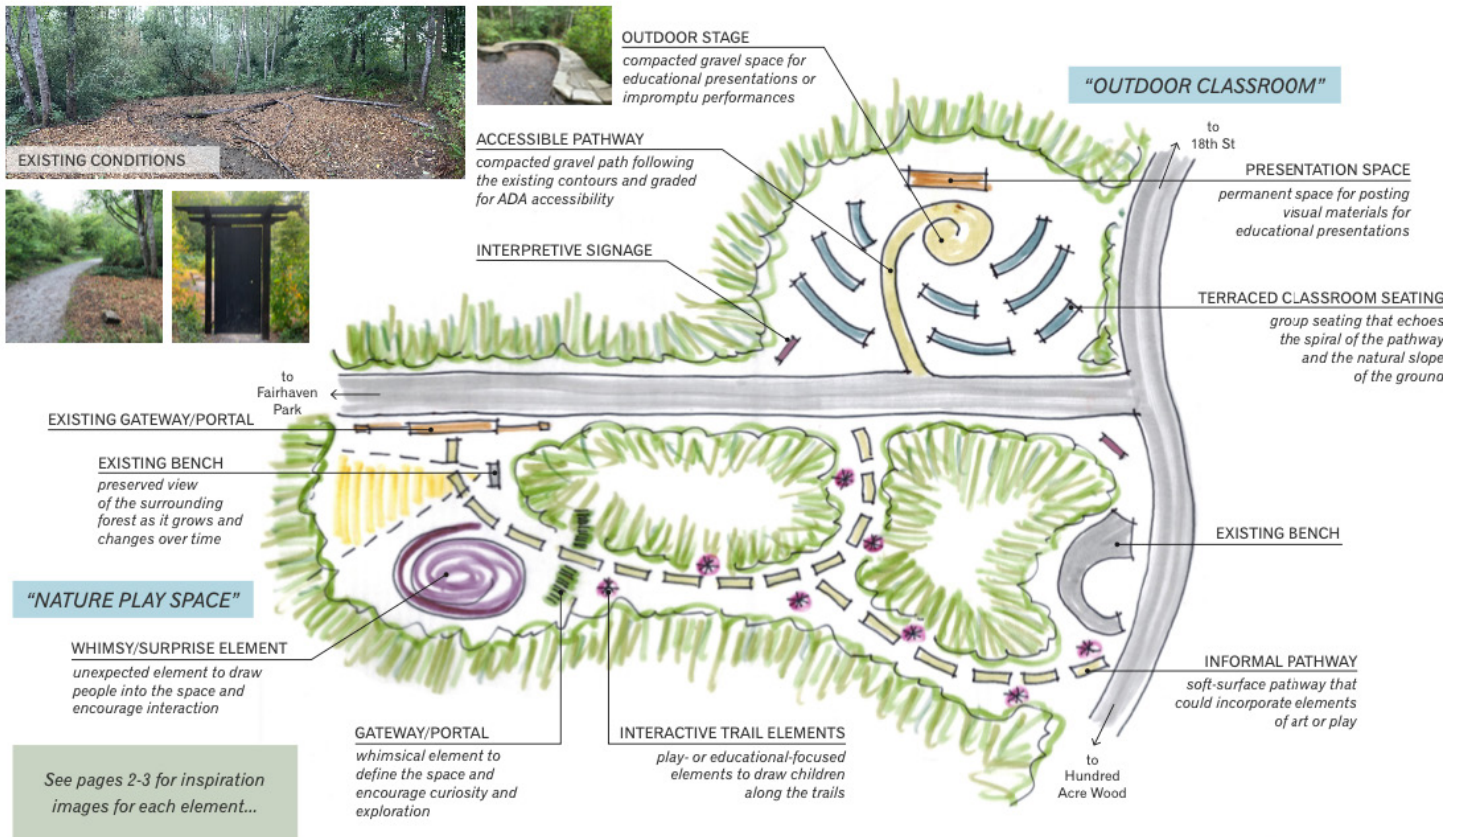 EXISTING CONDITIONS
OUTDOOR STAGE
compacted gravel space for
educational presentations or
impromptu performances
ACCESSIBLE PATHWAY
compacted gravel path following
the existing contours and graded
for ADA accessibility
INTERPRETIVE SIGNAGE
“OUTDOOR CLASSROOM”
to
18th St
PRESENTATION SPACE
permanent space for posting
visual materials for
educational presentations
TERRACED CLASSROOM SEATING
group seating that echoes
the spiral of the pathway
and the natural slope
of the ground
to
Fairhaven
Park
EXISTING GATEWAY/PORTAL
EXISTING BENCH
preserved view
of the surrounding
forest as it grows and
changes over time
“NATURE PLAY SPACE”
WHIMSY/SURPRISE ELEMENT
unexpected element to draw
people into the space and
encourage interaction
See pages 2-3 for inspiration
images for each element...
GATEWAY/PORTAL
whimsical element to
define the space and
encourage curiosity and
exploration
INTERACTIVE TRAIL ELEMENTS
play- or educational-focused
elements to draw children
along the trails
EXISTING BENCH
INFORMAL PATHWAY
soft-surface pathway that
could incorporate elements
of art or play
to
Hundred
Acre Wood